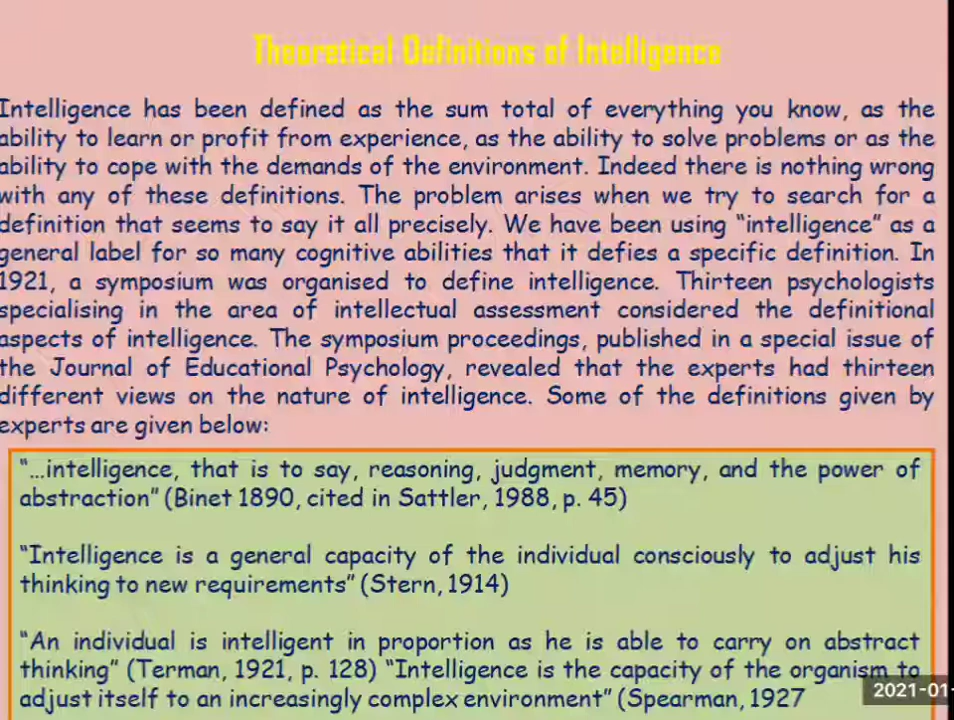 Theoretical Definitions of Intelligence
Intelligence has been defined as the sum total of everything you know, as the
ability to learn or profit from experience, as the ability to solve problems or as the
ability to cope with the demands of the environment. Indeed there is nothing wrong
with any of these definitions. The problem arises when we try to search for a
definition that seems to say it all precisely. We have been using “intelligence” as a
general label for so many cognitive abilities that it defies a specific definition. In
1921, a symposium was organised to define intelligence. Thirteen psychologists
specialising in the area of intellectual assessment considered the definitional
aspects of intelligence. The symposium proceedings, published in a special issue of
the Journal of Educational Psychology, revealed that the experts had thirteen
different views on the nature of intelligence. Some of the definitions given by
experts are given below:
“…intelligence, that is to say, reasoning, judgment, memory, and the power of
abstraction” (Binet 1890, cited in Sattler, 1988, p. 45)
“Intelligence is a general capacity of the individual consciously to adjust his
thinking to new requirements” (Stern, 1914)
“An individual is intelligent in proportion as he is able to carry on abstract
thinking” (Terman, 1921, p. 128) “Intelligence is the capacity of the organism to
adjust itself to an increasingly complex environment” (Spearman, 1927
2021-01-